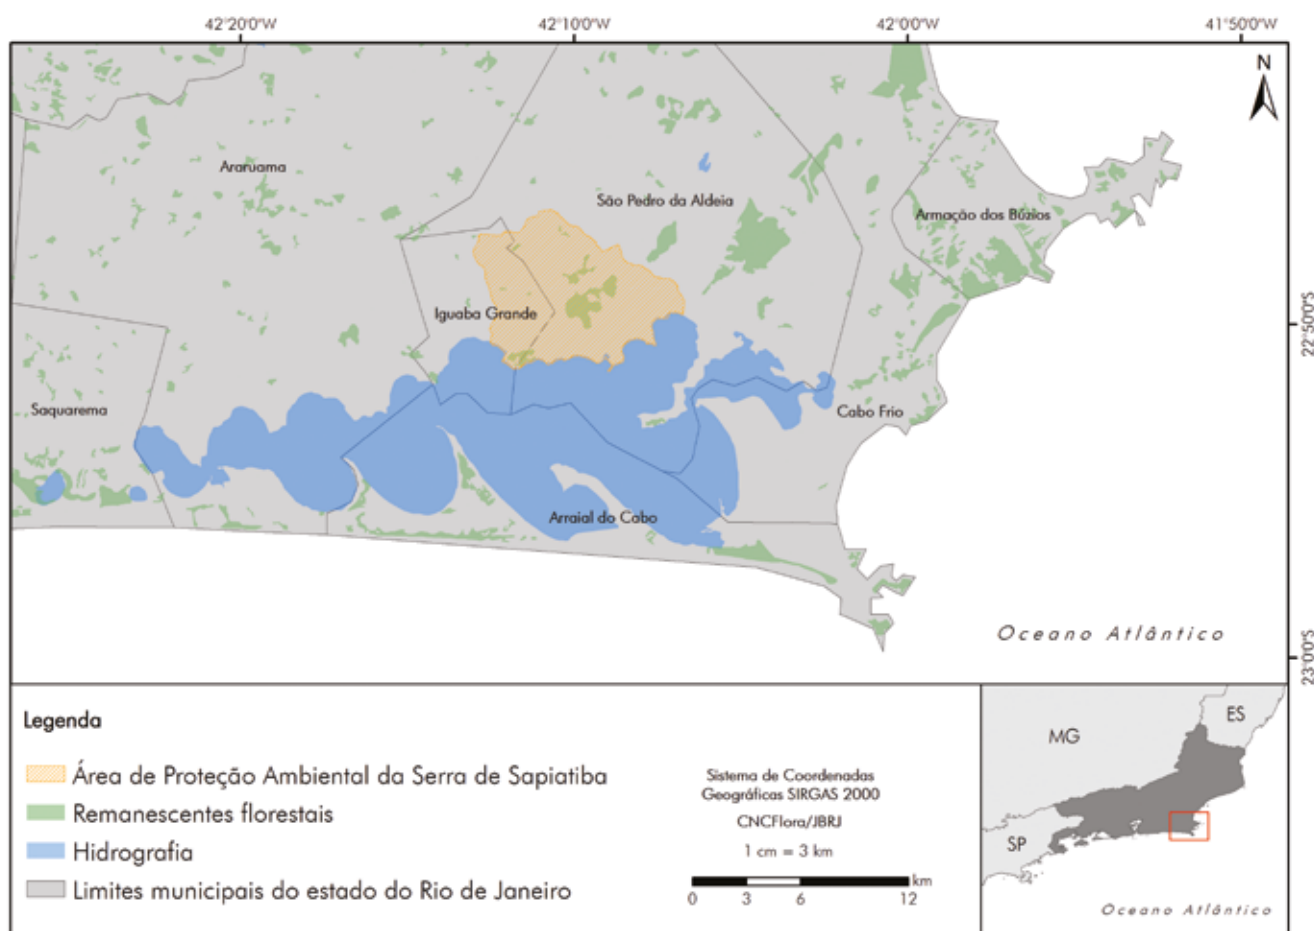 42°20'0"W 42°10'0"W 42°0'0"W 41°50'0"W
N
Araruama
São Pedro da Aldeia
Armação dos Búzios
Iguaba Grande
22°50'0"S
Saquarema
Cabo Frio
Arraial do Cabo
Oceano Atlântico
23°0'0"S
Legenda
Área de Proteção Ambiental da Serra de Sapiatiba
Remanescentes florestais
Hidrografia
Limites municipais do estado do Rio de Janeiro
Sistema de Coordenadas
Geográficas SIRGAS 2000
CNCFlora/JBRJ
1 cm = 3 km
km
0 3 6 12
ES
MG
SP
Oceano Atlântico